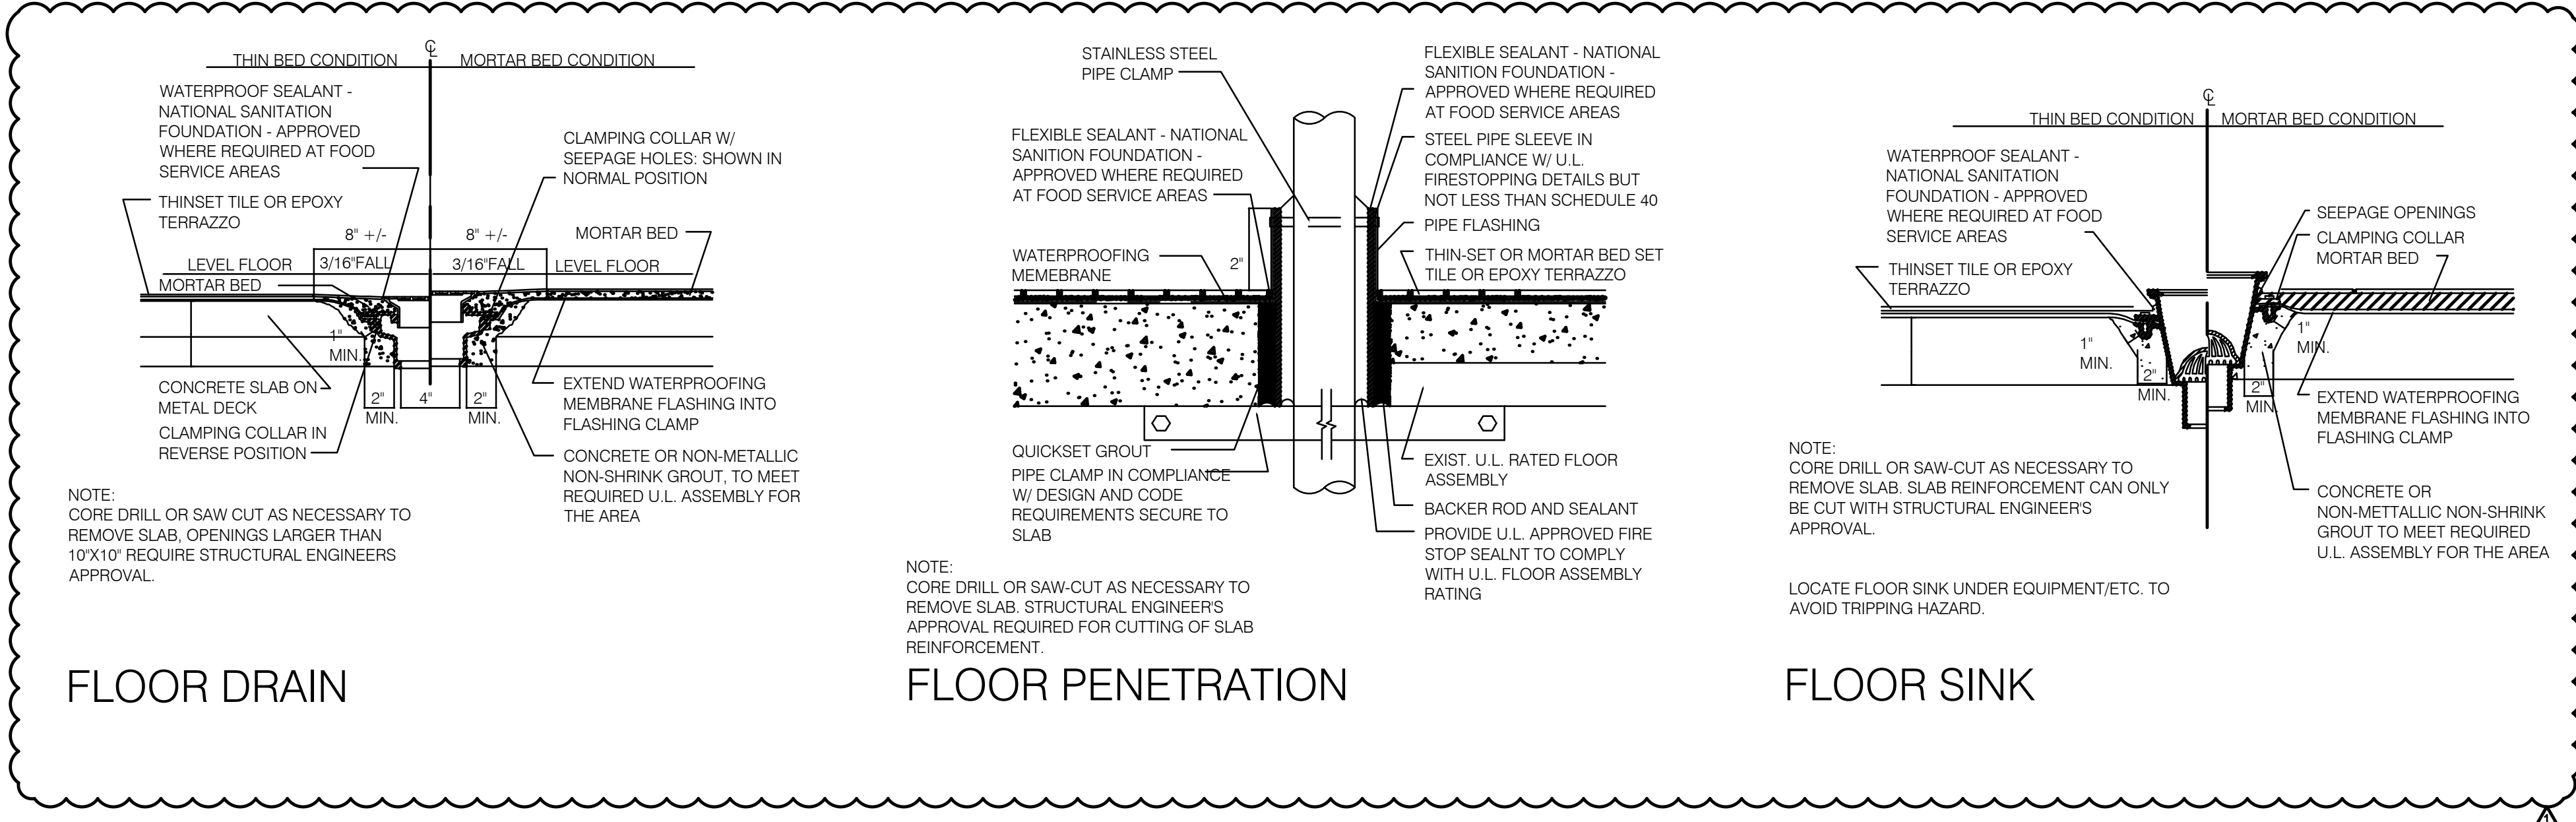 THIN BED CONDITION
MORTAR BED CONDITION
WATERPROOF SEALANT -
NATIONAL SANITATION
FOUNDATION - APPROVED
WHERE REQUIRED AT FOOD
SERVICE AREAS
THINSET TILE OR EPOXY
TERRAZZO
CLAMPING COLLAR W/
SEEPAGE HOLES: SHOWN IN
NORMAL POSITION
8" +/-
8" +/-
MORTAR BED
LEVEL FLOOR
3/16"FALL
3/16"FALL
LEVEL FLOOR
MORTAR BED
1"
MIN.
CONCRETE SLAB ON
METAL DECK
CLAMPING COLLAR IN
REVERSE POSITION
2"
MIN.
4"
2"
MIN.
EXTEND WATERPROOFING
MEMBRANE FLASHING INTO
FLASHING CLAMP
CONCRETE OR NON-METALLIC
NON-SHRINK GROUT, TO MEET
REQUIRED U.L. ASSEMBLY FOR
THE AREA
NOTE:
CORE DRILL OR SAW CUT AS NECESSARY TO
REMOVE SLAB, OPENINGS LARGER THAN
10"X10" REQUIRE STRUCTURAL ENGINEERS
APPROVAL.
FLOOR DRAIN
STAINLESS STEEL
PIPE CLAMP
FLEXIBLE SEALANT - NATIONAL
SANITION FOUNDATION -
APPROVED WHERE REQUIRED
AT FOOD SERVICE AREAS
WATERPROOFING
MEMEBRANE
2"
FLEXIBLE SEALANT - NATIONAL
SANITION FOUNDATION -
APPROVED WHERE REQUIRED
AT FOOD SERVICE AREAS
STEEL PIPE SLEEVE IN
COMPLIANCE W/ U.L.
FIRESTOPPING DETAILS BUT
NOT LESS THAN SCHEDULE 40
PIPE FLASHING
THIN-SET OR MORTAR BED SET
TILE OR EPOXY TERRAZZO
QUICKSET GROUT
PIPE CLAMP IN COMPLIANCE
W/ DESIGN AND CODE
REQUIREMENTS SECURE TO
SLAB
EXIST. U.L. RATED FLOOR
ASSEMBLY
BACKER ROD AND SEALANT
PROVIDE U.L. APPROVED FIRE
STOP SEALNT TO COMPLY
WITH U.L. FLOOR ASSEMBLY
RATING
NOTE:
CORE DRILL OR SAW-CUT AS NECESSARY TO
REMOVE SLAB. STRUCTURAL ENGINEER'S
APPROVAL REQUIRED FOR CUTTING OF SLAB
REINFORCEMENT.
FLOOR PENETRATION
THIN BED CONDITION
MORTAR BED CONDITION
WATERPROOF SEALANT -
NATIONAL SANITATION
FOUNDATION - APPROVED
WHERE REQUIRED AT FOOD
SERVICE AREAS
THINSET TILE OR EPOXY
TERRAZZO
SEEPAGE OPENINGS
CLAMPING COLLAR
MORTAR BED
1"
MIN.
2"
MIN.
2"
MIN.
1"
MIN.
EXTEND WATERPROOFING
MEMBRANE FLASHING INTO
FLASHING CLAMP
CONCRETE OR
NON-METTALLIC NON-SHRINK
GROUT TO MEET REQUIRED
U.L. ASSEMBLY FOR THE AREA
NOTE:
CORE DRILL OR SAW-CUT AS NECESSARY TO
REMOVE SLAB. SLAB REINFORCEMENT CAN ONLY
BE CUT WITH STRUCTURAL ENGINEER'S
APPROVAL.
LOCATE FLOOR SINK UNDER EQUIPMENT/ETC. TO
AVOID TRIPPING HAZARD.
FLOOR SINK